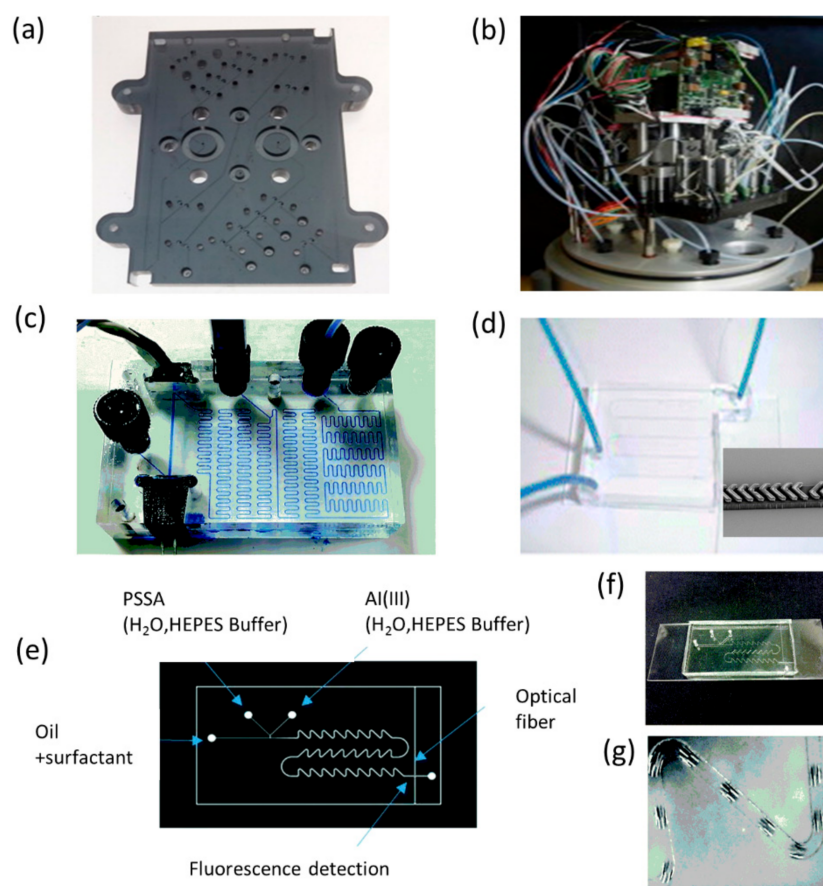 (a)
(b)
(c)
(d)
PSSA
(H₂O,HEPES Buffer)
Al(III)
(H₂O,HEPES Buffer)
(e)
(f)
Oil
+surfactant
Optical
fiber
(g)
Fluorescence detection